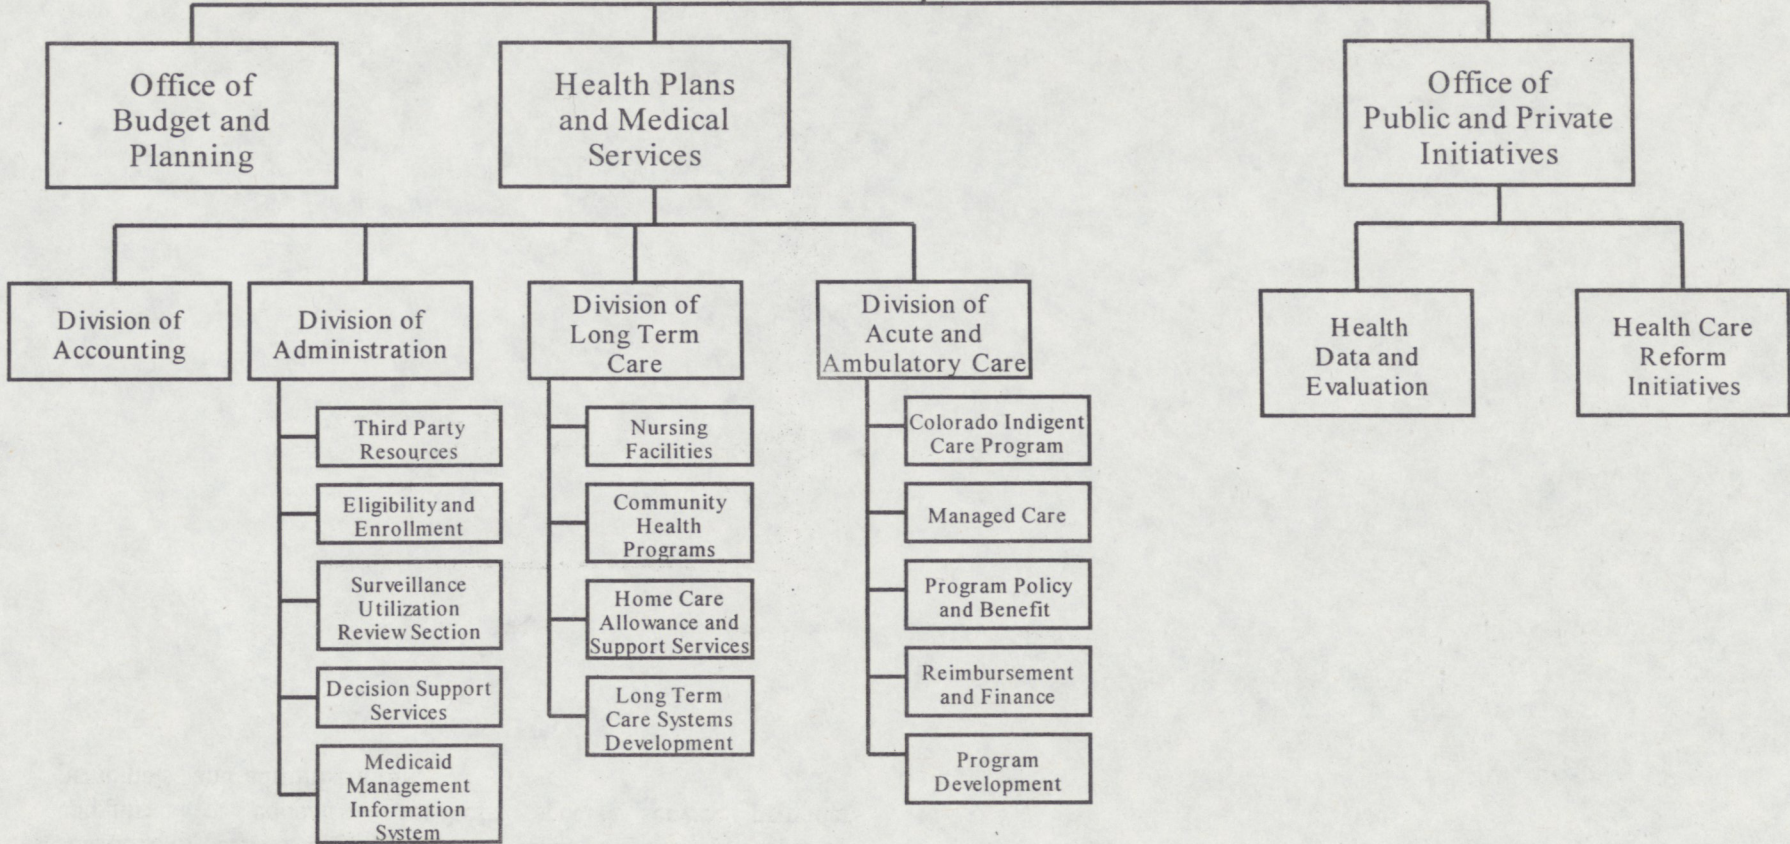 Office of
Budget and
Planning
Health Plans
and Medical
Services
Office of
Public and Private
Initiatives
Division of
Accounting
Division of
Administration
Division of
Long Term
Care
Division of
Acute and
Ambulatory Care
Health
Data and
Evaluation
Health Care
Reform
Initiatives
Third Party
Resources
Eligibility and
Enrollment
Surveillance
Utilization
Review Section
Decision Support
Services
Medicaid
Management
Information
System
Nursing
Facilities
Community
Health
Programs
Home Care
Allowance and
Support Services
Long Term
Care Systems
Development
Colorado Indigent
Care Program
Managed Care
Program Policy
and Benefit
Reimbursement
and Finance
Program
Development